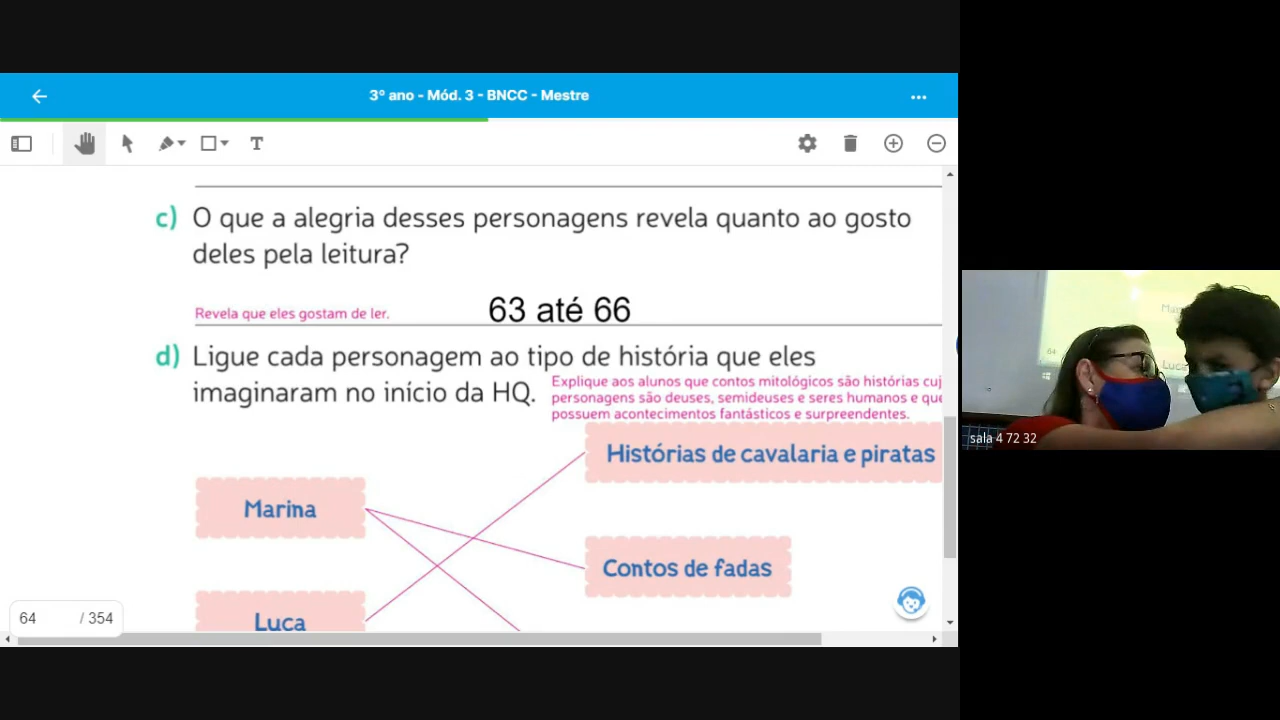 3º ano - Mód. 3 - BNCC - Mestre
T
c) O que a alegria desses personagens revela quanto ao gosto
deles pela leitura?
Revela que eles gostam de ler.
63 até 66
d) Ligue cada personagem ao tipo de história que eles
imaginaram no início da HQ.
Explique aos alunos que contos mitológicos são histórias cuj
personagens são deuses, semideuses e seres humanos e que
possuem acontecimentos fantásticos e surpreendentes.
Histórias de cavalaria e piratas
Marina
Contos de fadas
Luca
64 / 354
sala 4 72 32